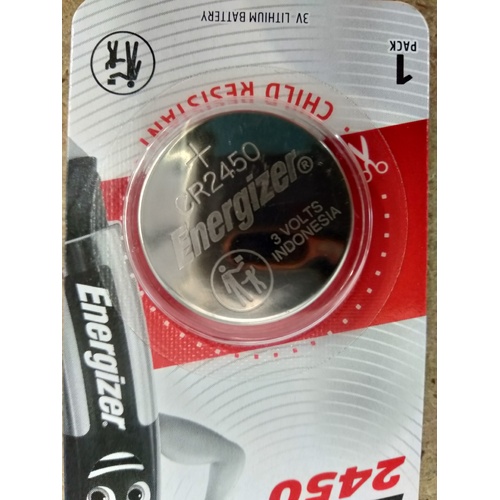 3V LITHIUM BATTERY
1
PACK
CHILD RESISTANT
+
CR2450
Energizer®
3 VOLTS
INDONESIA
Energizer
2450